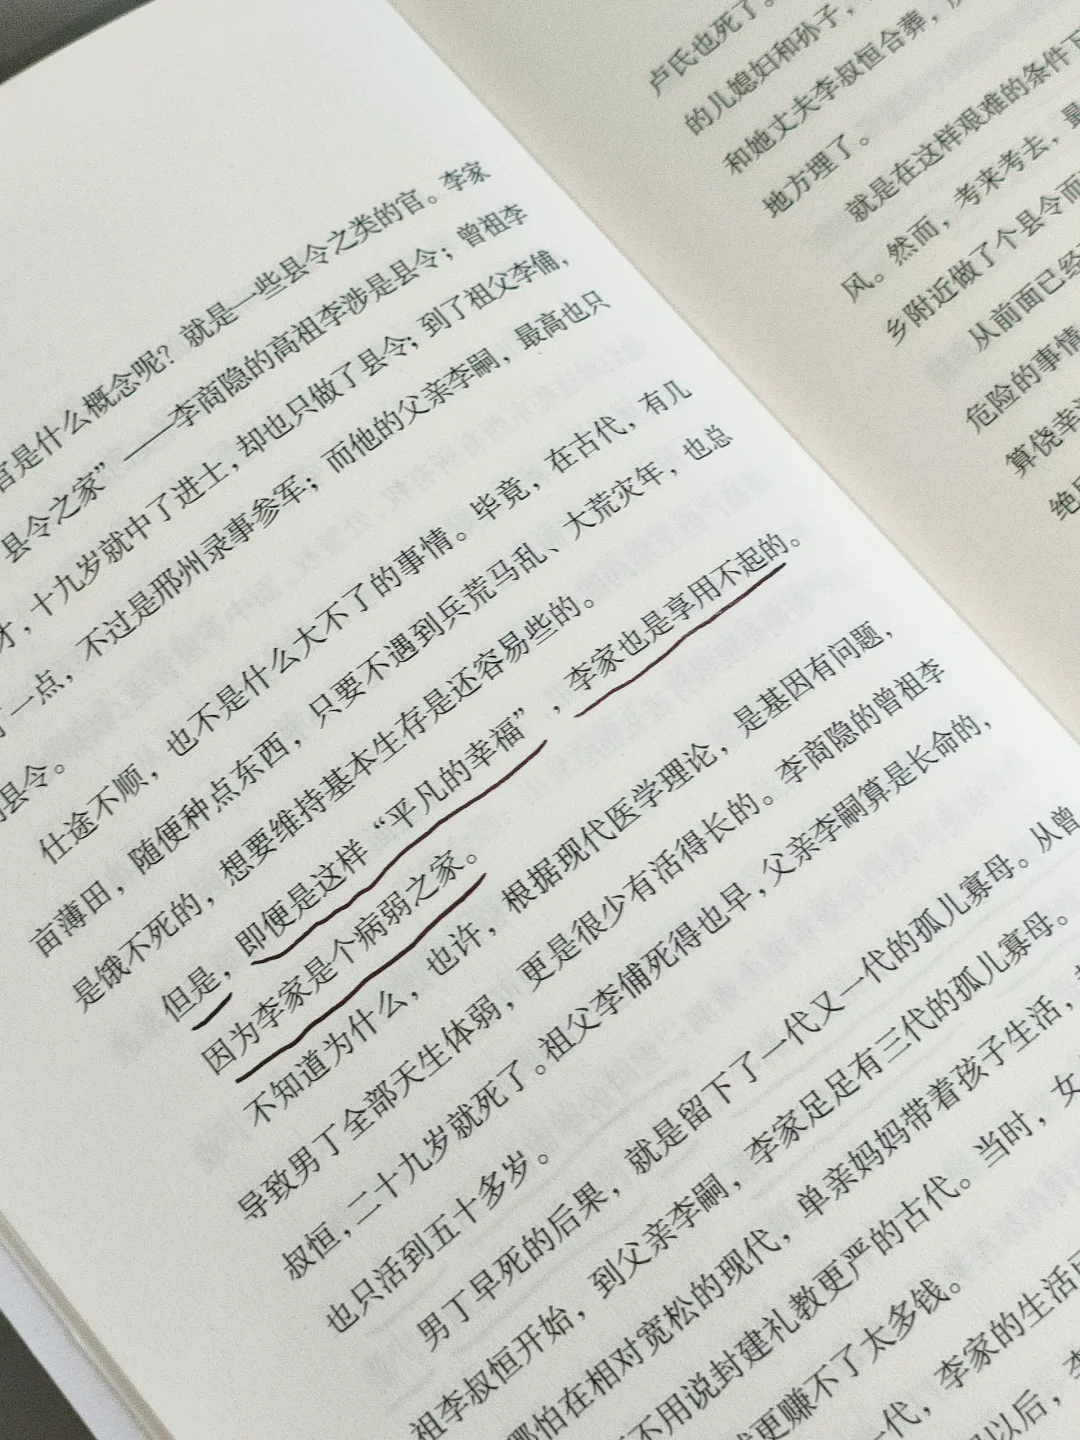 官是什么概念呢？就是一些县令之类的官。李家
县令之家”——李商隐的高祖李涉是县令；曾祖李
才，十九岁就中了进士，却也只做了县令；到了祖父李俌，
了一点，不过是邢州录事参军；而他的父亲李嗣，最高也只
县令。
仕途不顺，也不是什么大不了的事情。毕竟，在古代，有几
亩薄田，随便种点东西，只要不遇到兵荒马乱、大荒灾年，也总
是饿不死的，想要维持基本生存是还容易些的。
但是，即便是这样“平凡的幸福”，李家也是享用不起的。
因为李家是个病弱之家。
不知道为什么，也许，根据现代医学理论，是基因有问题，
导致男丁全部天生体弱，更是很少有活得长的。李商隐的曾祖李
叔恒，二十九岁就死了。祖父李俌死得也早，父亲李嗣算是长命的，
也只活到五十多岁。
男丁早死的后果，就是留下了一代又一代的孤儿寡母。从曾
祖李叔恒开始，到父亲李嗣，李家足足有三代的孤儿寡母。
哪怕在相对宽松的现代，单亲妈妈带着孩子生活，
不用说封建礼教更严的古代。当时，女
更赚不了太多钱。
一代，李家的生活
以后，李
卢氏也死了。
的儿媳妇和孙子，
和她丈夫李叔恒合葬，
地方埋了。
就是在这样艰难的条件下
风。然而，考来考去，最
乡附近做了个县令而
从前面已经
危险的事情
算侥幸
绝